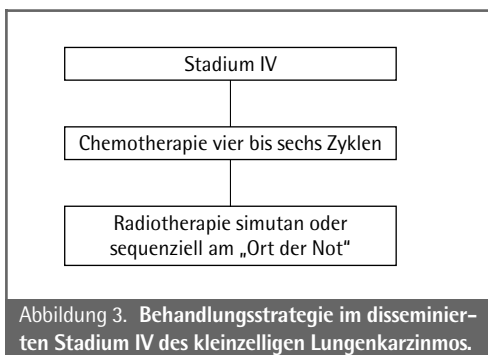 Stadium IV
Chemotherapie vier bis sechs Zyklen
Radiotherapie simutan oder
sequenziell am „Ort der Not“
Abbildung 3. Behandlungsstrategie im disseminier-
ten Stadium IV des kleinzelligen Lungenkarzinmos.